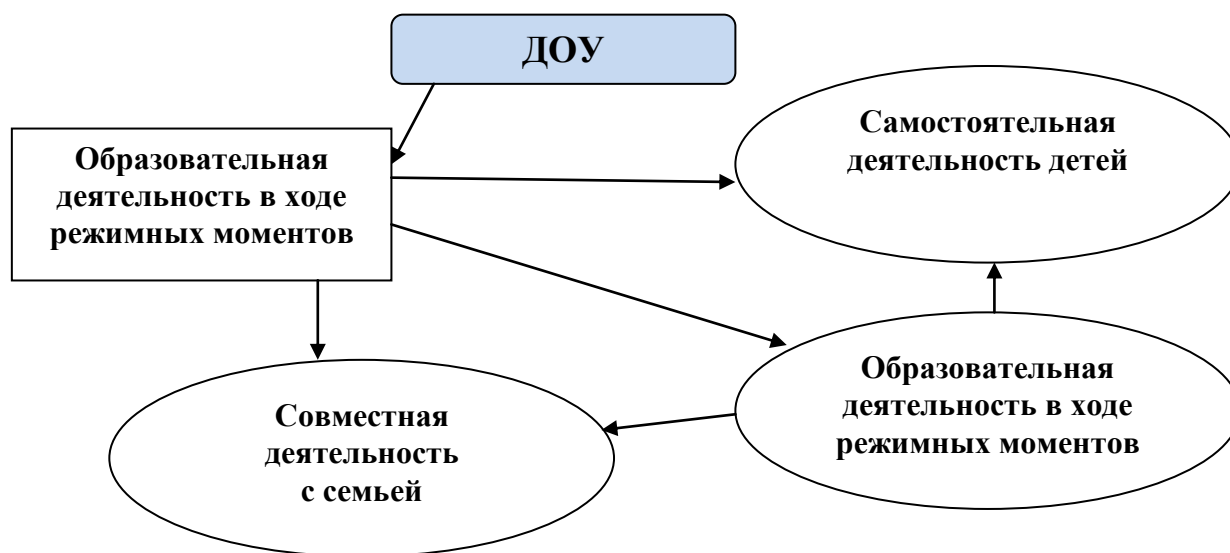 ДОУ
Образовательная
деятельность в ходе
режимных моментов
Самостоятельная
деятельность детей
Образовательная
деятельность в ходе
режимных моментов
Совместная
деятельность
с семьей